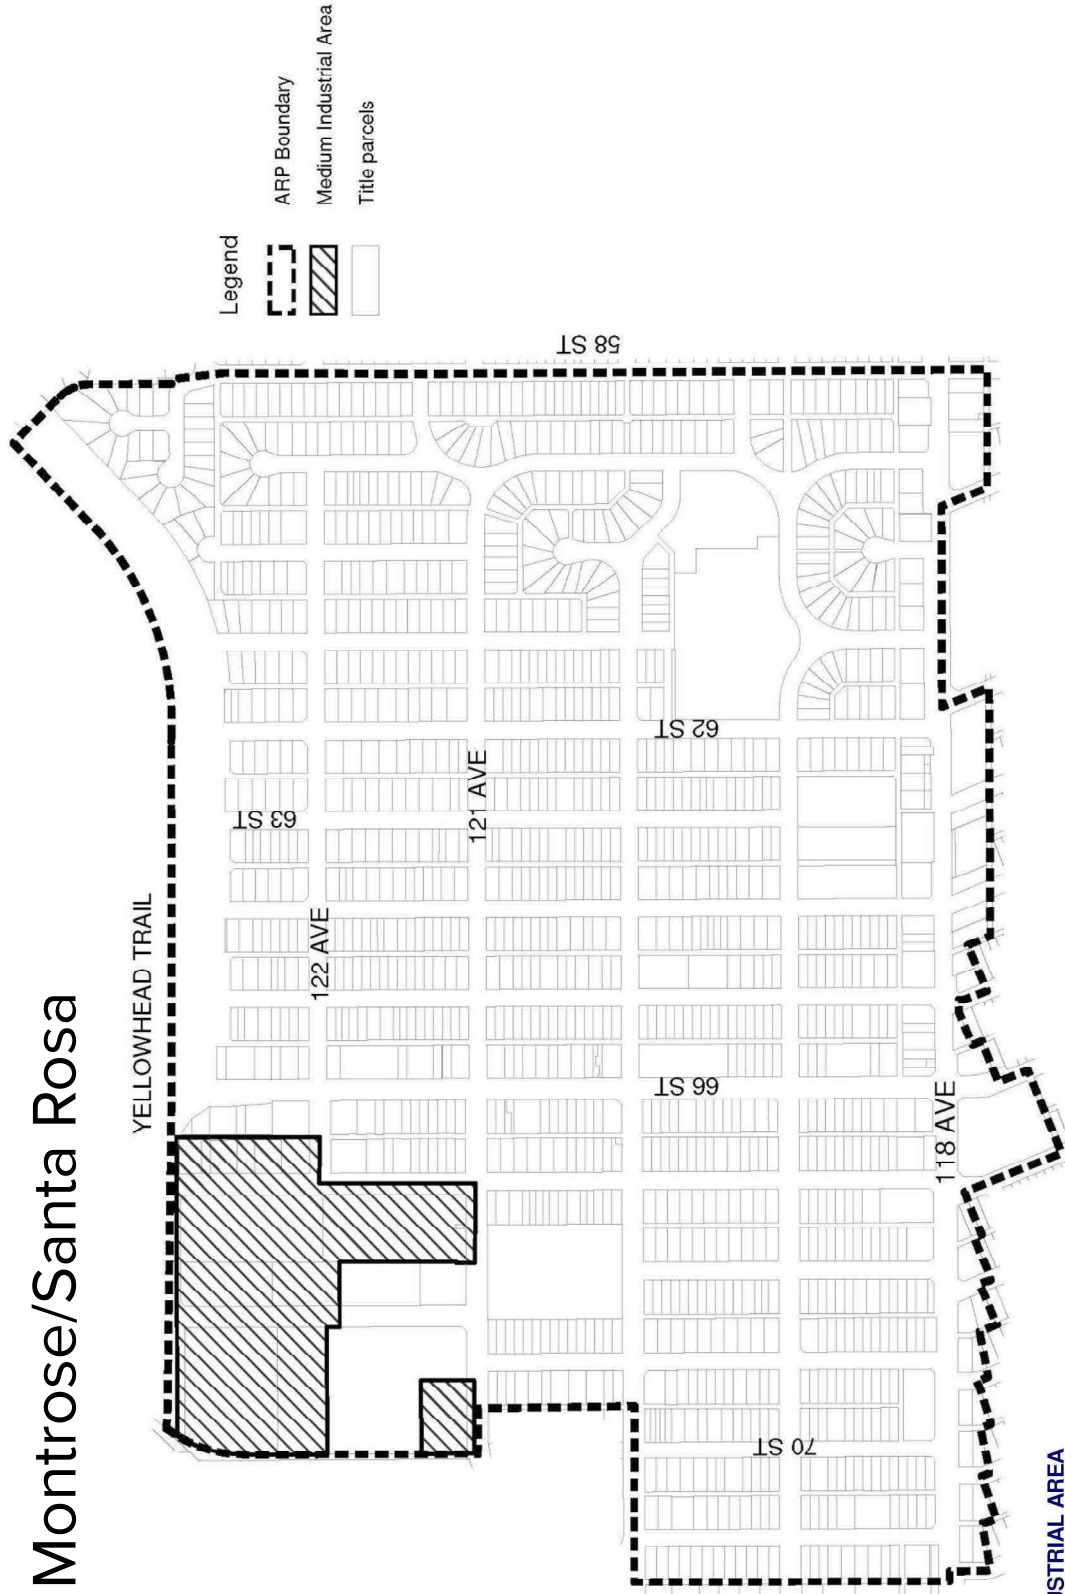 Montrose/Santa Rosa
YELLOWHEAD TRAIL
63 ST
122 AVE
121 AVE
62 ST
66 ST
58 ST
118 AVE
70 ST
Legend
ARP Boundary
Medium Industrial Area
Title parcels
STRIAL AREA